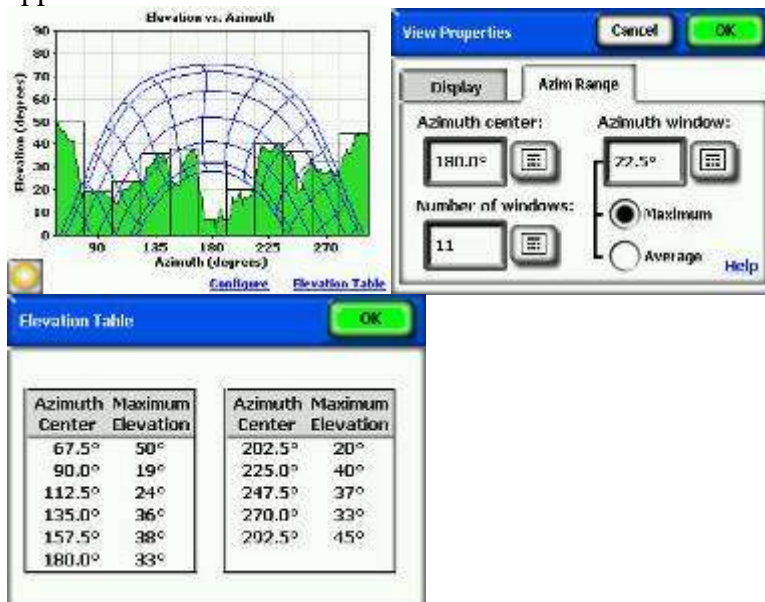 Elevation vs. Azimuth
90
80
70
60
50
40
30
20
10
0
Elevation (degrees)
90 135 180 225 270
Azimuth (degrees)
Configure Elevation Table
View Properties Cancel OK
Display Azim Range
Azimuth center: Azimuth window:
180.0° 22.5°
Number of windows: Maximum
11 Average
Help
Elevation Table OK
Azimuth Maximum Azimuth Maximum
Center Elevation Center Elevation
67.5° 50° 202.5° 20°
90.0° 19° 225.0° 40°
112.5° 24° 247.5° 37°
135.0° 36° 270.0° 33°
157.5° 38° 292.5° 45°
180.0° 33°